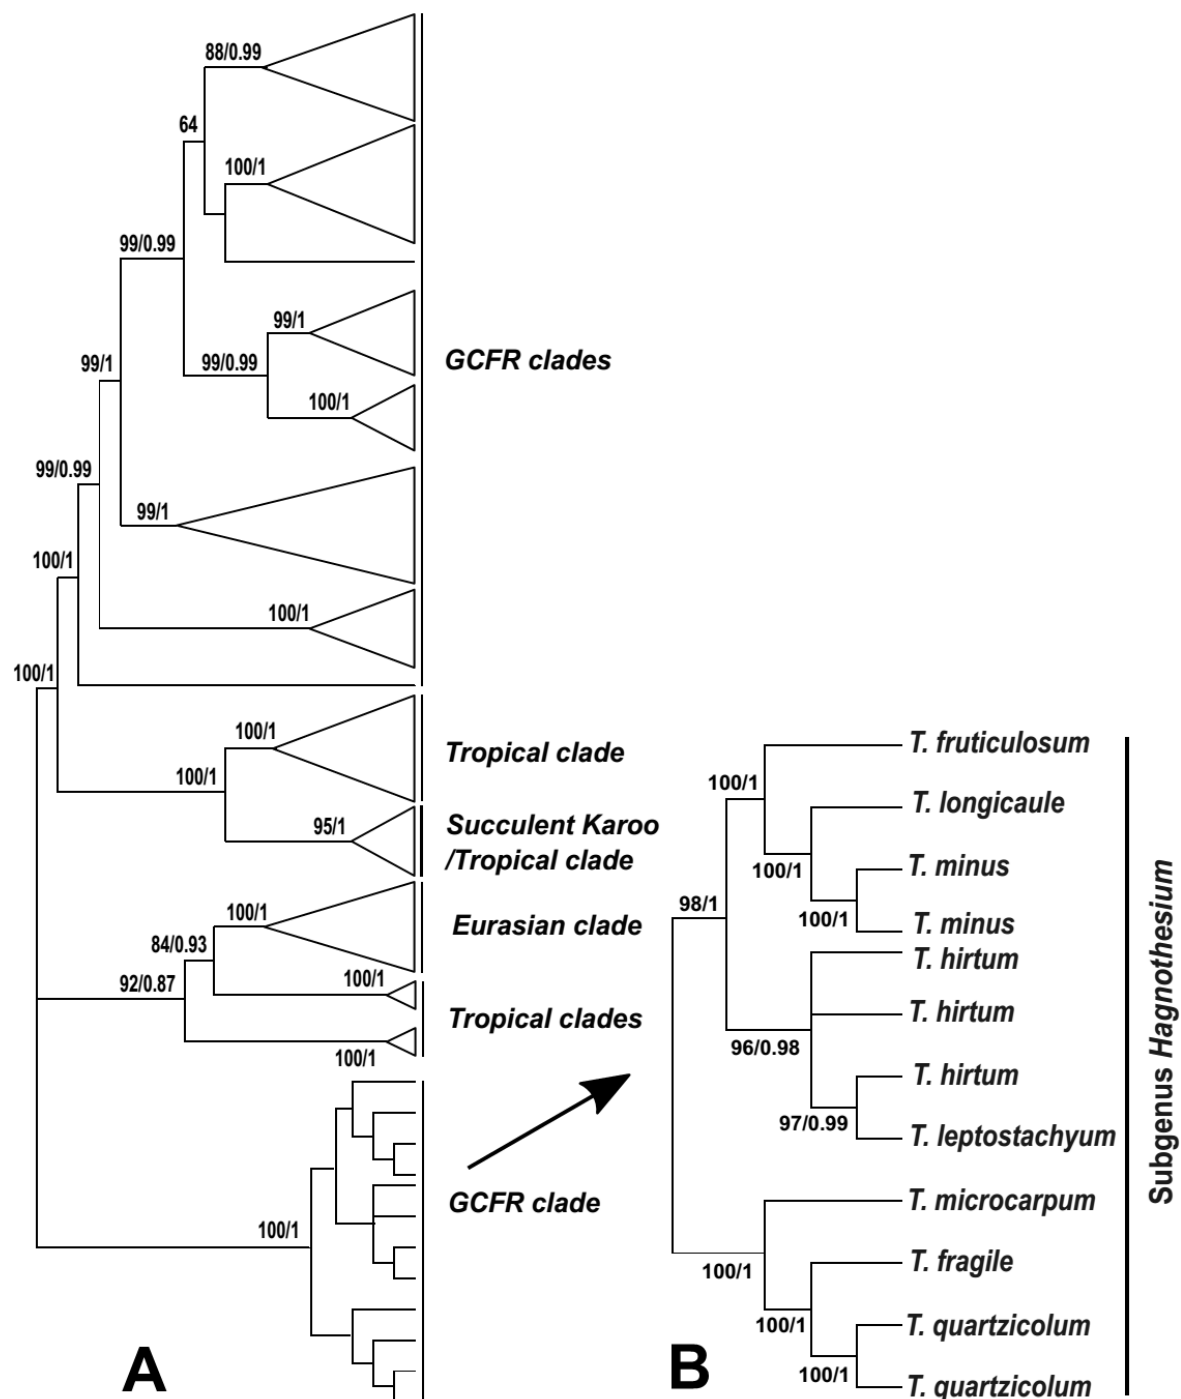 88/0.99
64
100/1
99/0.99
99/1
GCFR clades
99/1
99/0.99
100/1
99/0.99
99/1
100/1
100/1
100/1
100/1
Tropical clade
100/1
95/1
Succulent Karoo
/Tropical clade
100/1
Eurasian clade
84/0.93
92/0.87
100/1
Tropical clades
100/1
GCFR clade
100/1
A
T. fruticulosum
100/1
T. longicaule
100/1
T. minus
98/1
100/1
T. minus
T. hirtum
T. hirtum
96/0.98
T. hirtum
97/0.99
T. leptostachyum
T. microcarpum
100/1
T. fragile
100/1
T. quartzicolum
100/1
T. quartzicolum
B
Subgenus Hagnothesium